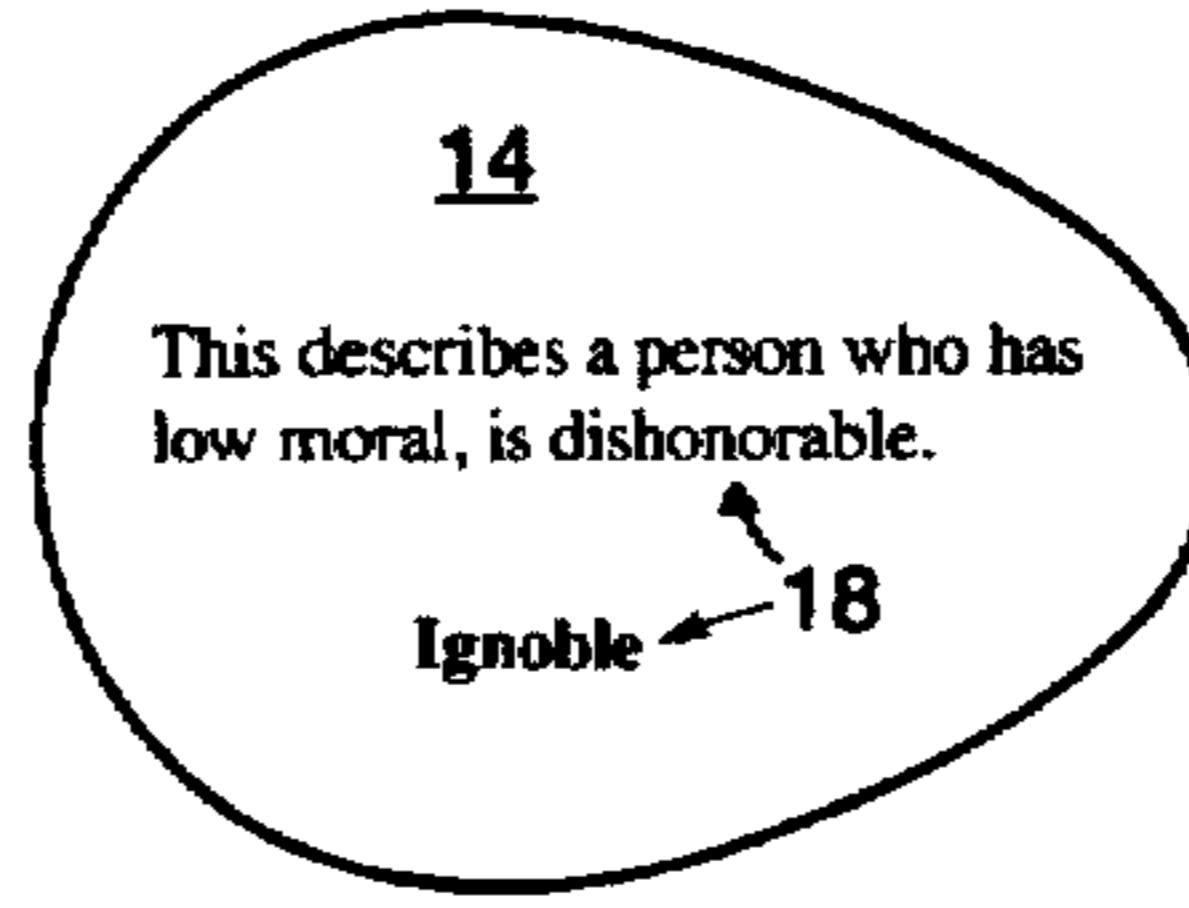 14
This describes a person who has
low moral, is dishonorable.
18
Ignoble